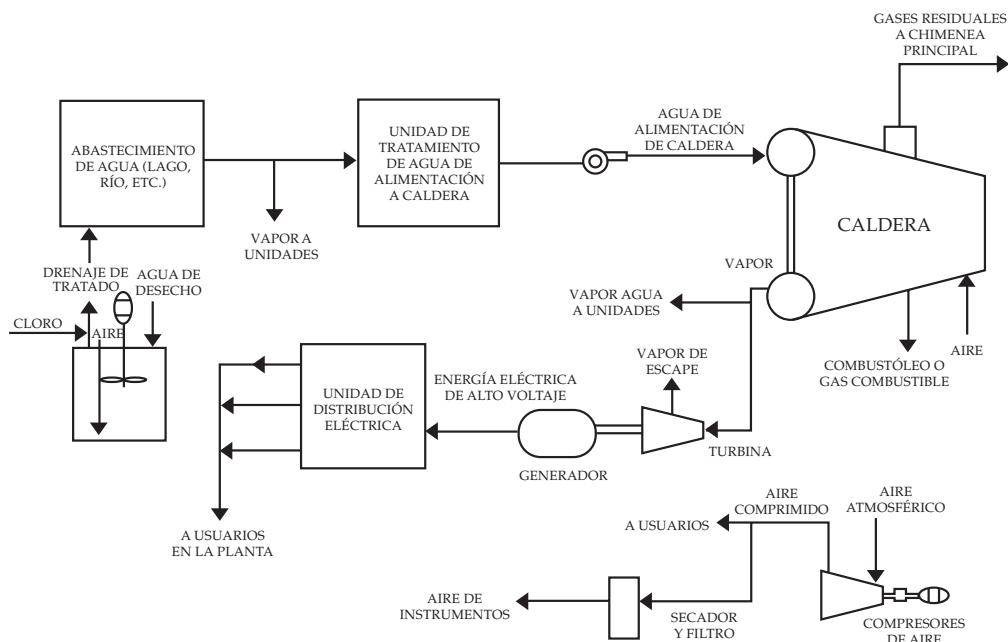 GASES RESIDUALES
A CHIMENEA
PRINCIPAL
ABASTECIMIENTO
DE AGUA (LAGO,
RÍO, ETC.)
UNIDAD DE
TRATAMIENTO
DE AGUA DE
ALIMENTACIÓN
A CALDERA
AGUA DE
ALIMENTACIÓN
DE CALDERA
CALDERA
VAPOR A
UNIDADES
DRENAJE DE
TRATADO
AGUA DE
DESECHO
CLORO
AIRE
VAPOR
VAPOR AGUA
A UNIDADES
COMBUSTÓLEO O
GAS COMBUSTIBLE
AIRE
UNIDAD DE
DISTRIBUCIÓN
ELÉCTRICA
ENERGÍA ELÉCTRICA
DE ALTO VOLTAJE
VAPOR DE
ESCAPE
GENERADOR
TURBINA
A USUARIOS
EN LA PLANTA
A USUARIOS
AIRE
COMPRIMIDO
AIRE
ATMOSFÉRICO
AIRE DE
INSTRUMENTOS
SECADOR
Y FILTRO
COMPRESORES
DE AIRE